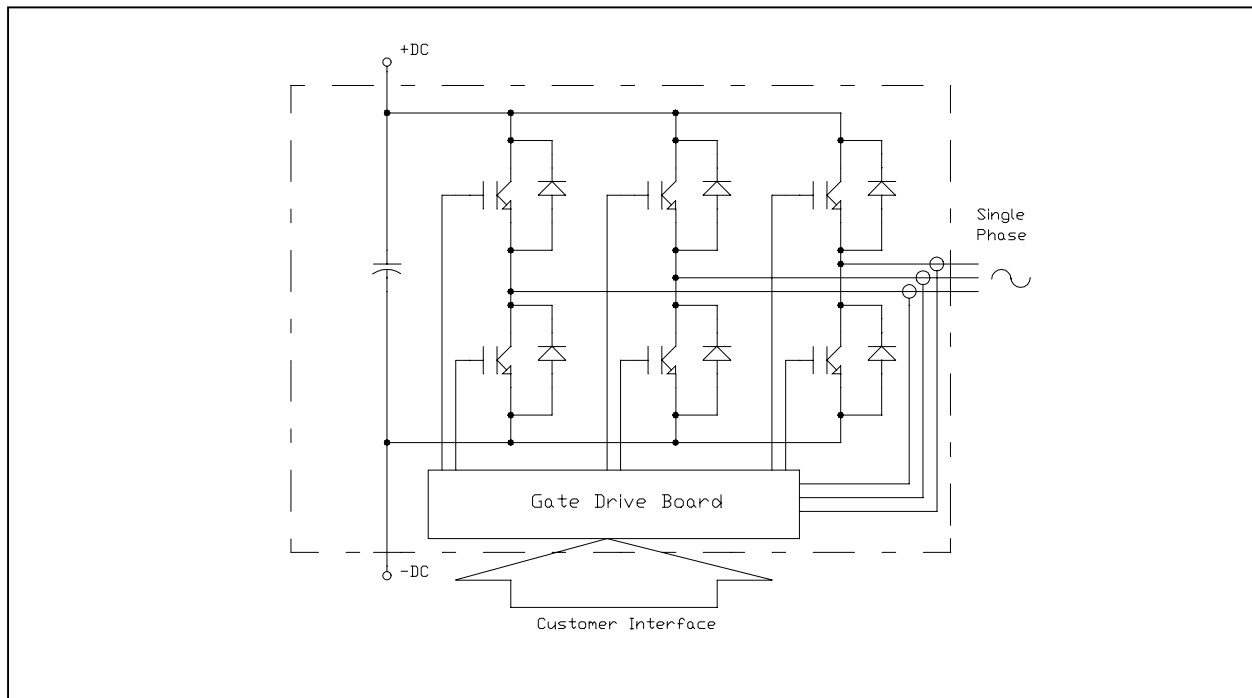 +DC
Single
Phase
Gate Drive Board
-DC
Customer Interface